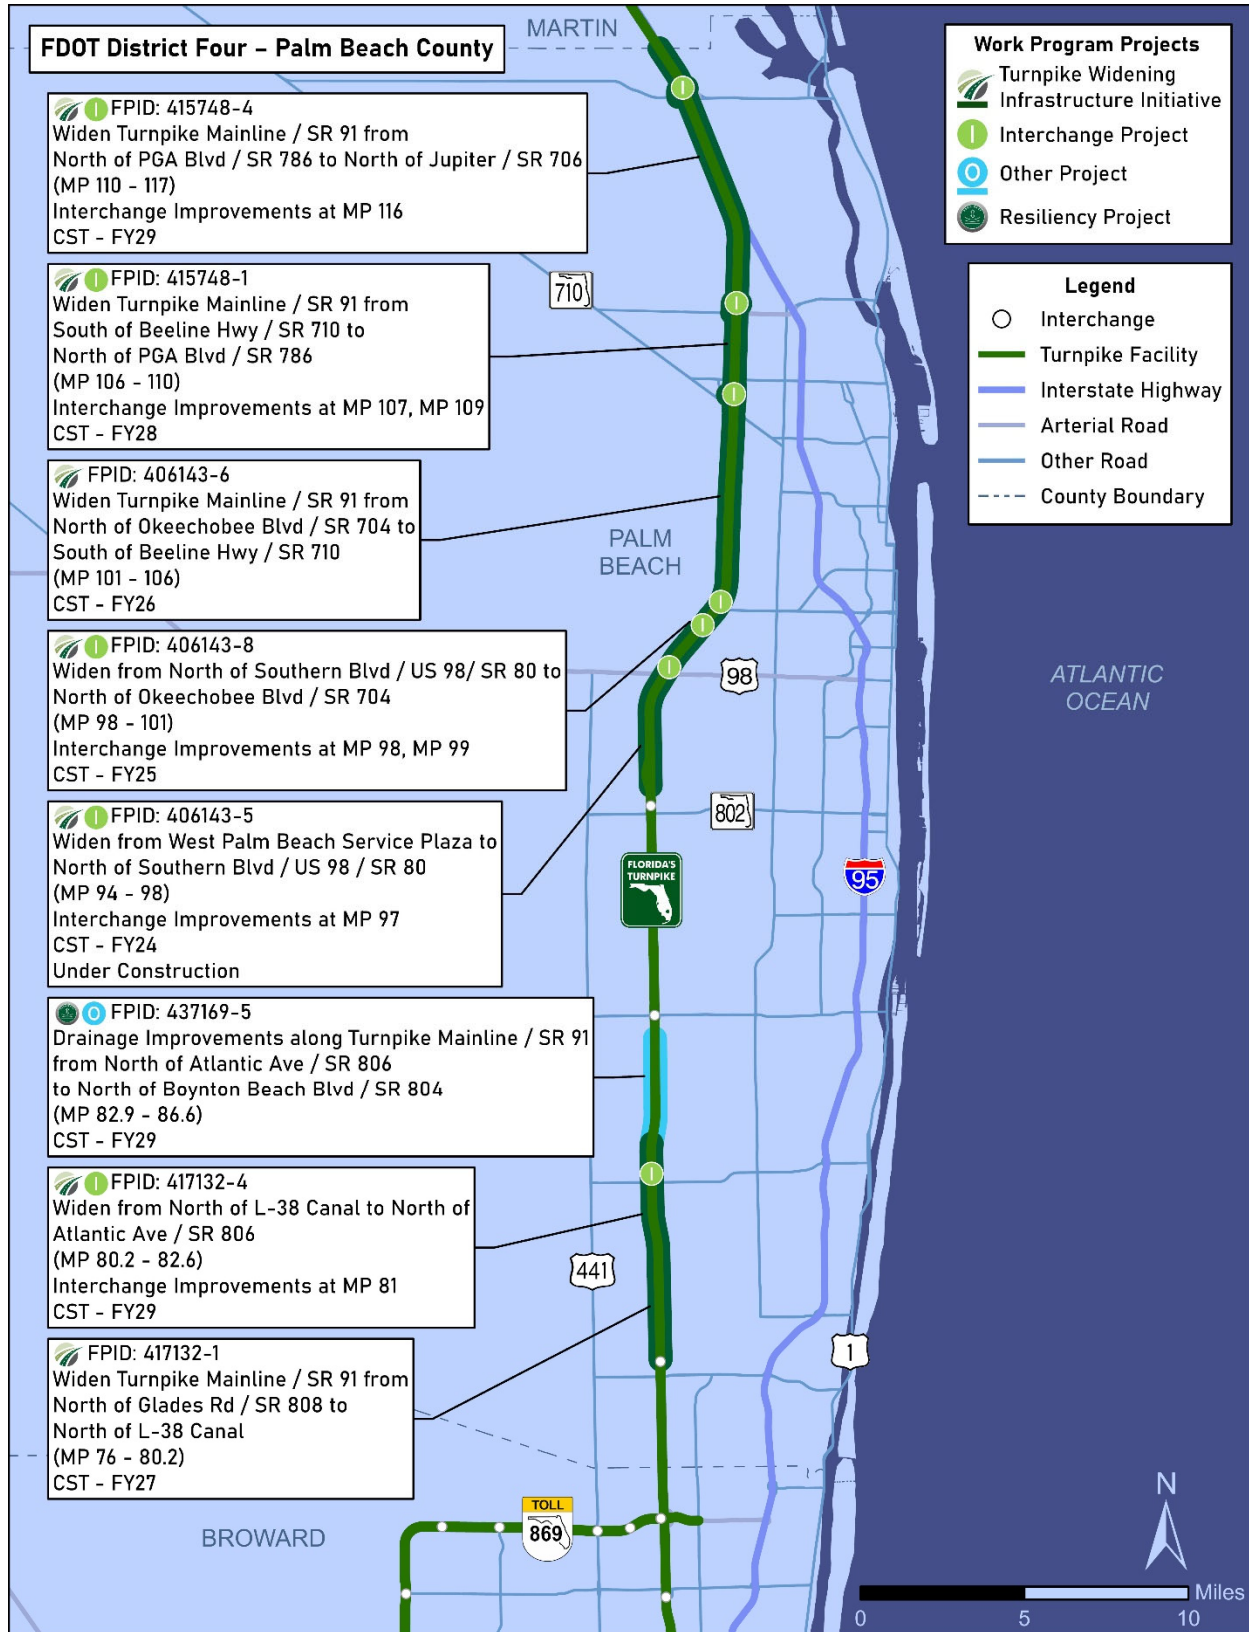 FDOT District Four – Palm Beach County
FPID: 415748-4
Widen Turnpike Mainline / SR 91 from
North of PGA Blvd / SR 786 to North of Jupiter / SR 706
(MP 110 - 117)
Interchange Improvements at MP 116
CST - FY29
FPID: 415748-1
Widen Turnpike Mainline / SR 91 from
South of Beeline Hwy / SR 710 to
North of PGA Blvd / SR 786
(MP 106 - 110)
Interchange Improvements at MP 107, MP 109
CST - FY28
FPID: 406143-6
Widen Turnpike Mainline / SR 91 from
North of Okeechobee Blvd / SR 704 to
South of Beeline Hwy / SR 710
(MP 101 - 106)
CST - FY26
FPID: 406143-8
Widen from North of Southern Blvd / US 98/ SR 80 to
North of Okeechobee Blvd / SR 704
(MP 98 - 101)
Interchange Improvements at MP 98, MP 99
CST - FY25
FPID: 406143-5
Widen from West Palm Beach Service Plaza to
North of Southern Blvd / US 98 / SR 80
(MP 94 - 98)
Interchange Improvements at MP 97
CST - FY24
Under Construction
O FPID: 437169-5
Drainage Improvements along Turnpike Mainline / SR 91
from North of Atlantic Ave / SR 806
to North of Boynton Beach Blvd / SR 804
(MP 82.9 - 86.6)
CST - FY29
FPID: 417132-4
Widen from North of L-38 Canal to North of
Atlantic Ave / SR 806
(MP 80.2 - 82.6)
Interchange Improvements at MP 81
CST - FY29
FPID: 417132-1
Widen Turnpike Mainline / SR 91 from
North of Glades Rd / SR 808 to
North of L-38 Canal
(MP 76 - 80.2)
CST - FY27
MARTIN
710
PALM
BEACH
98
802
FLORIDA'S
TURNPIKE
95
441
1
TOLL
869
BROWARD
ATLANTIC
OCEAN
Work Program Projects
Turnpike Widening
Infrastructure Initiative
I Interchange Project
O Other Project
Resiliency Project
Legend
Interchange
Turnpike Facility
Interstate Highway
Arterial Road
Other Road
County Boundary
N
Miles
0 5 10